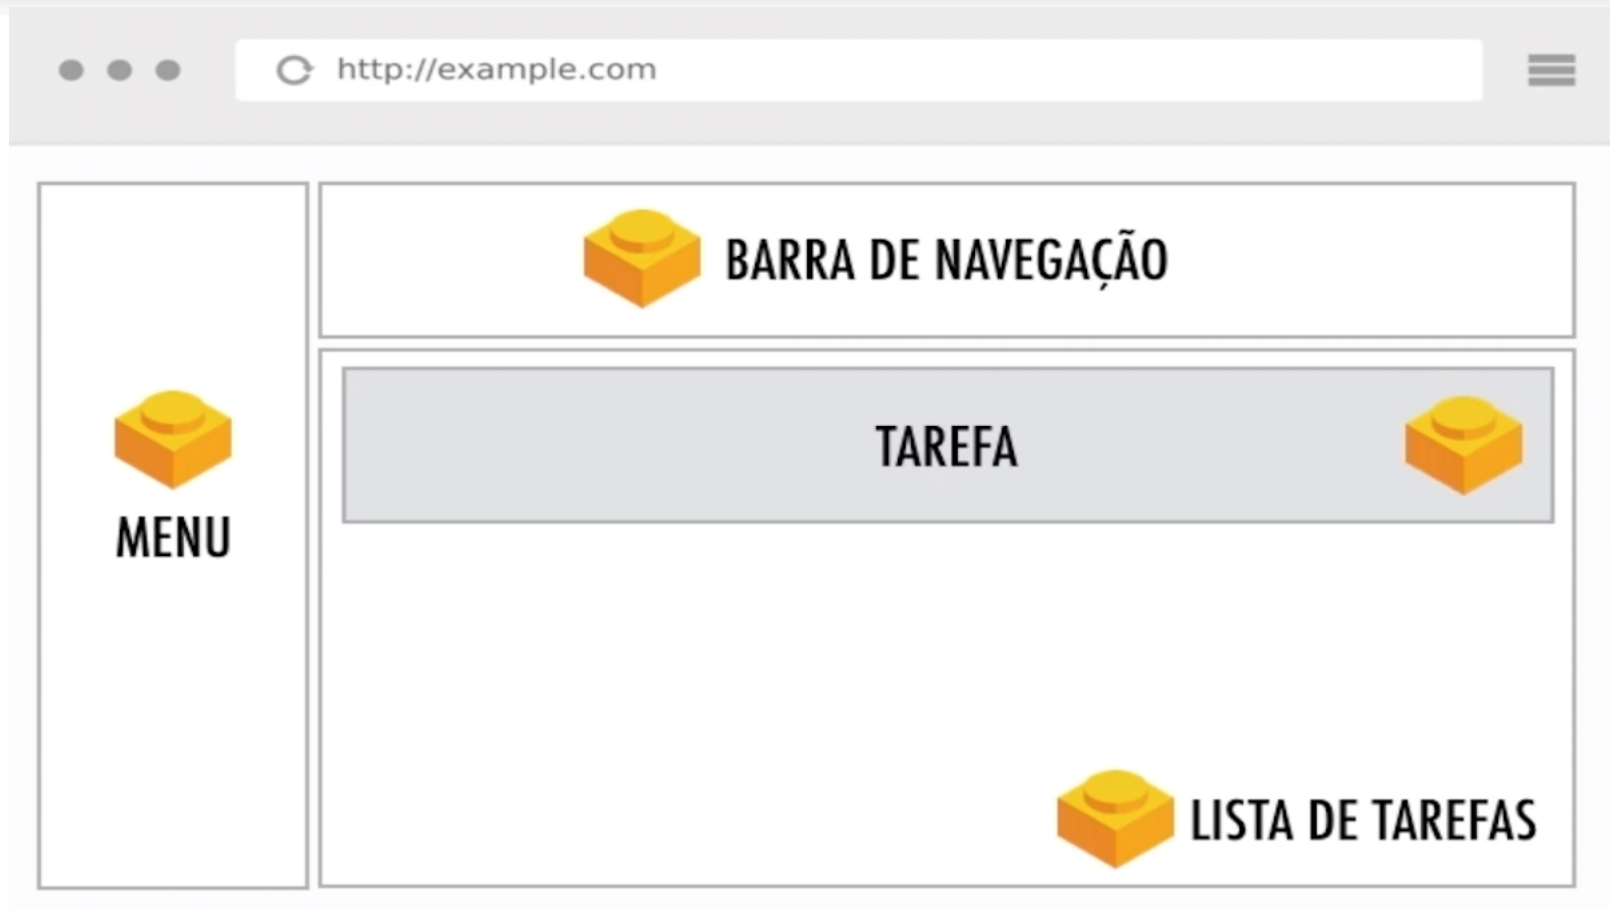 http://example.com
BARRA DE NAVEGAÇÃO
MENU
TAREFA
LISTA DE TAREFAS